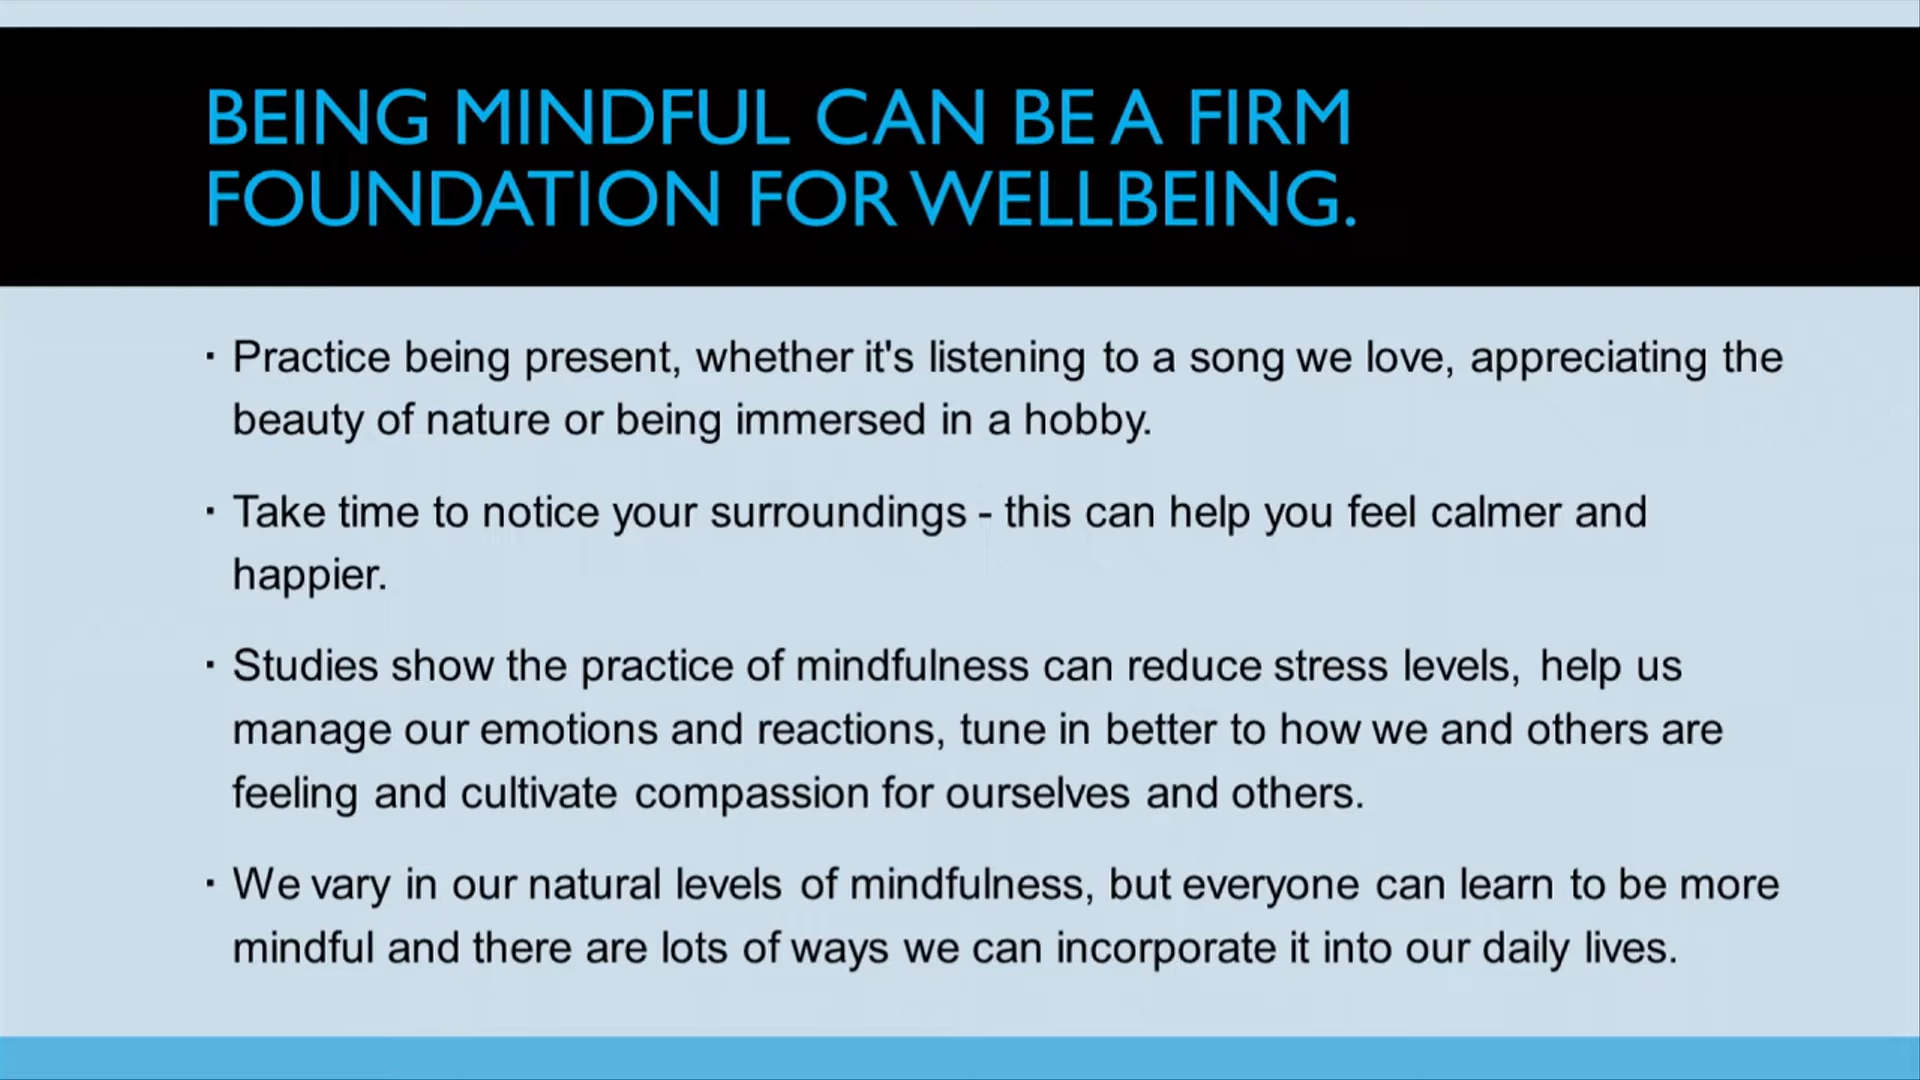 BEING MINDFUL CAN BE A FIRM
FOUNDATION FOR WELLBEING.
▪ Practice being present, whether it's listening to a song we love, appreciating the
beauty of nature or being immersed in a hobby.
▪ Take time to notice your surroundings - this can help you feel calmer and
happier.
▪ Studies show the practice of mindfulness can reduce stress levels, help us
manage our emotions and reactions, tune in better to how we and others are
feeling and cultivate compassion for ourselves and others.
▪ We vary in our natural levels of mindfulness, but everyone can learn to be more
mindful and there are lots of ways we can incorporate it into our daily lives.